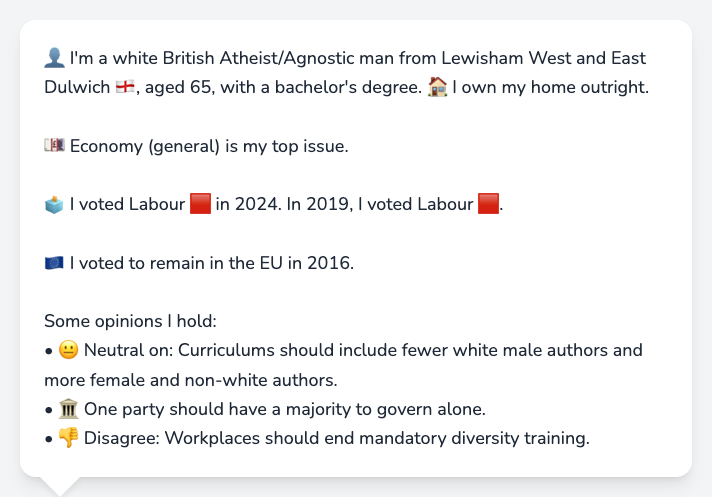 👤 I'm a white British Atheist/Agnostic man from Lewisham West and East
Dulwich 🏴󠁧󠁢󠁥󠁮󠁧󠁿, aged 65, with a bachelor's degree. 🏠 I own my home outright.
💷 Economy (general) is my top issue.
🗳️ I voted Labour 🟥 in 2024. In 2019, I voted Labour 🟥.
🇪🇺 I voted to remain in the EU in 2016.
Some opinions I hold:
• 😐 Neutral on: Curriculums should include fewer white male authors and
more female and non-white authors.
• 🏛️ One party should have a majority to govern alone.
• 👎 Disagree: Workplaces should end mandatory diversity training.